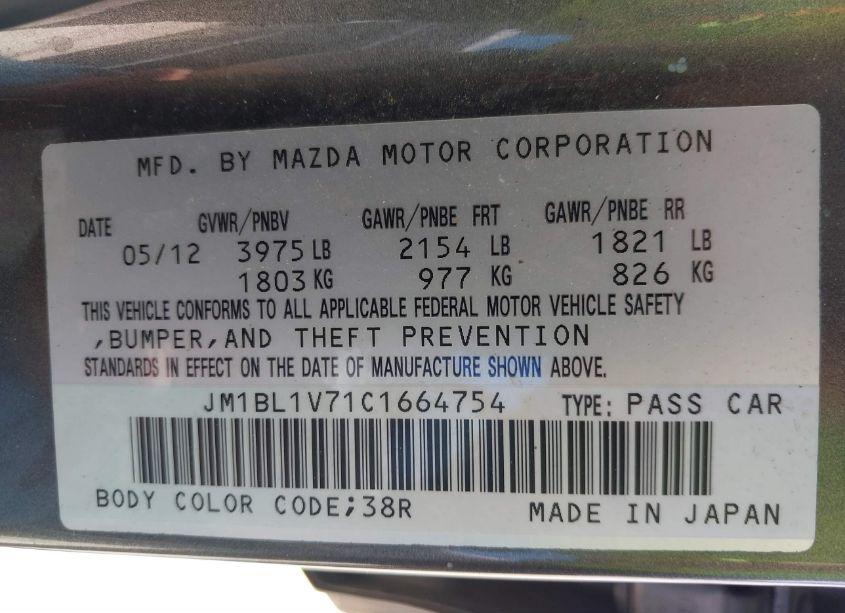 MFD. BY MAZDA MOTOR CORPORATION
DATE GVWR/PNBV GAWR/PNBE FRT GAWR/PNBE RR
05/12 3975 LB 2154 LB 1821 LB
1803 KG 977 KG 826 KG
THIS VEHICLE CONFORMS TO ALL APPLICABLE FEDERAL MOTOR VEHICLE SAFETY
,BUMPER,AND THEFT PREVENTION
STANDARDS IN EFFECT ON THE DATE OF MANUFACTURE SHOWN ABOVE.
JM1BL1V71C1664754 TYPE: PASS CAR
BODY COLOR CODE;38R MADE IN JAPAN